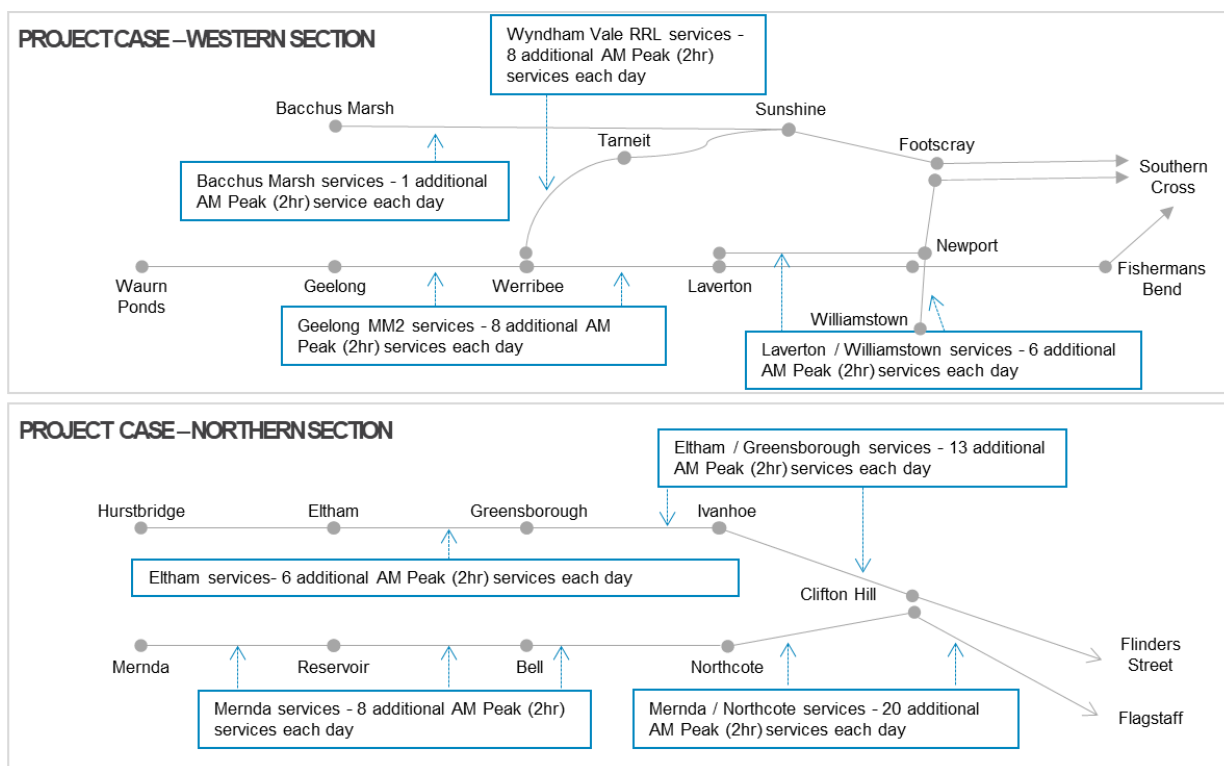 PROJECT CASE – WESTERN SECTION
Wyndham Vale RRL services -
8 additional AM Peak (2hr)
services each day
Bacchus Marsh
Sunshine
Tarneit
Footscray
Southern
Cross
Bacchus Marsh services - 1 additional
AM Peak (2hr) service each day
Newport
Waurn
Ponds
Geelong
Werribee
Laverton
Fishermans
Bend
Geelong MM2 services - 8 additional AM
Peak (2hr) services each day
Williamstown
Laverton / Williamstown services - 6 additional
AM Peak (2hr) services each day
PROJECT CASE – NORTHERN SECTION
Eltham / Greensborough services - 13 additional
AM Peak (2hr) services each day
Hurstbridge
Eltham
Greensborough
Ivanhoe
Eltham services- 6 additional AM Peak (2hr) services each day
Clifton Hill
Mernda
Reservoir
Bell
Northcote
Flinders
Street
Mernda services - 8 additional AM Peak (2hr)
services each day
Mernda / Northcote services - 20 additional
AM Peak (2hr) services each day
Flagstaff